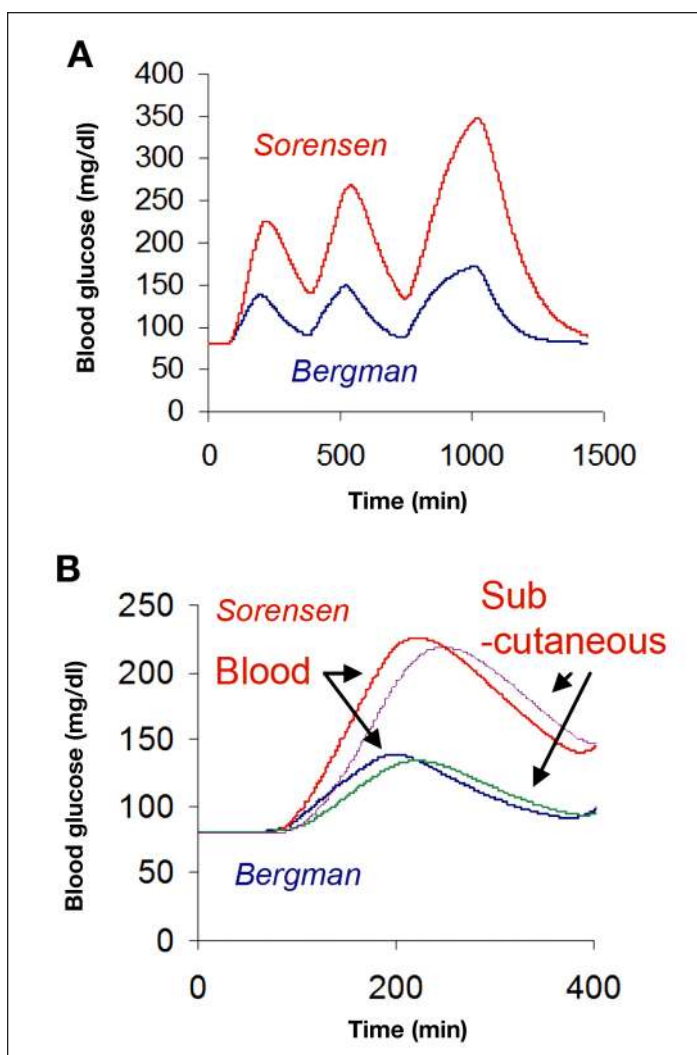 A
Blood glucose (mg/dl)
400
350
300
250
200
150
100
50
0
Sorensen
Bergman
0 500 1000 1500
Time (min)
B
Blood glucose (mg/dl)
250
200
150
100
50
0
Sorensen
Blood
Sub
-cutaneous
Bergman
0 200 400
Time (min)